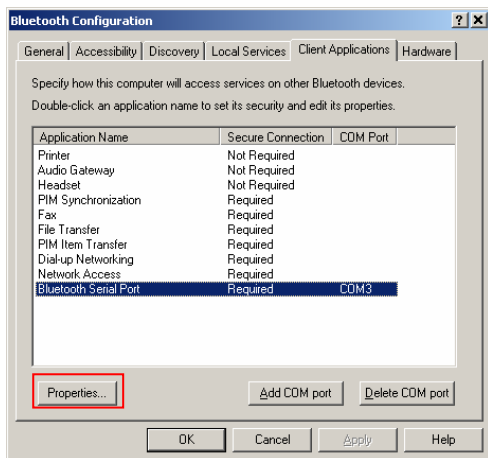 Bluetooth Configuration
General Accessibility Discovery Local Services Client Applications Hardware
Specify how this computer will access services on other Bluetooth devices.
Double-click an application name to set its security and edit its properties.
Application Name Secure Connection COM Port
Printer Not Required
Audio Gateway Not Required
Headset Not Required
PIM Synchronization Required
Fax Required
File Transfer Required
PIM Item Transfer Required
Dial-up Networking Required
Network Access Required
Bluetooth Serial Port Required COM3
Properties... Add COM port Delete COM port
OK Cancel Apply Help